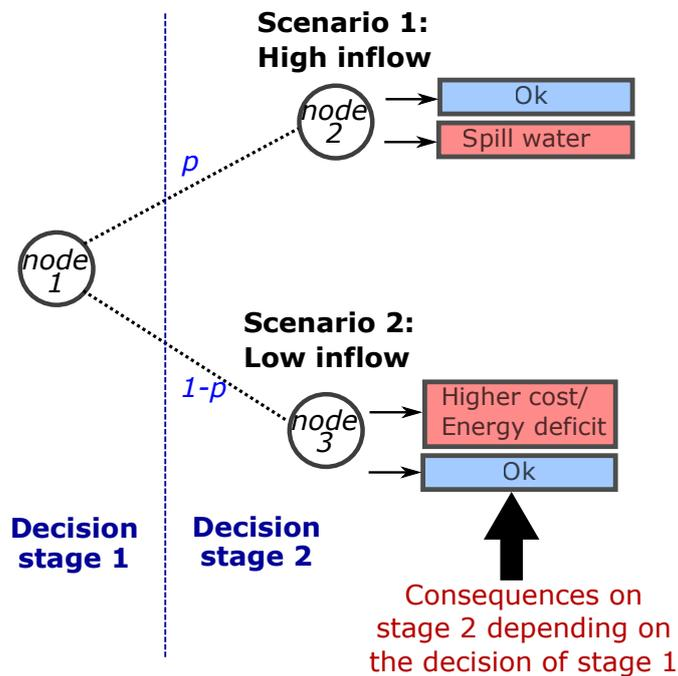 Scenario 1:
High inflow
node
2
Ok
Spill water
p
node
1
Scenario 2:
Low inflow
1-p
node
3
Higher cost/
Energy deficit
Ok
Decision
stage 1
Decision
stage 2
Consequences on
stage 2 depending on
the decision of stage 1